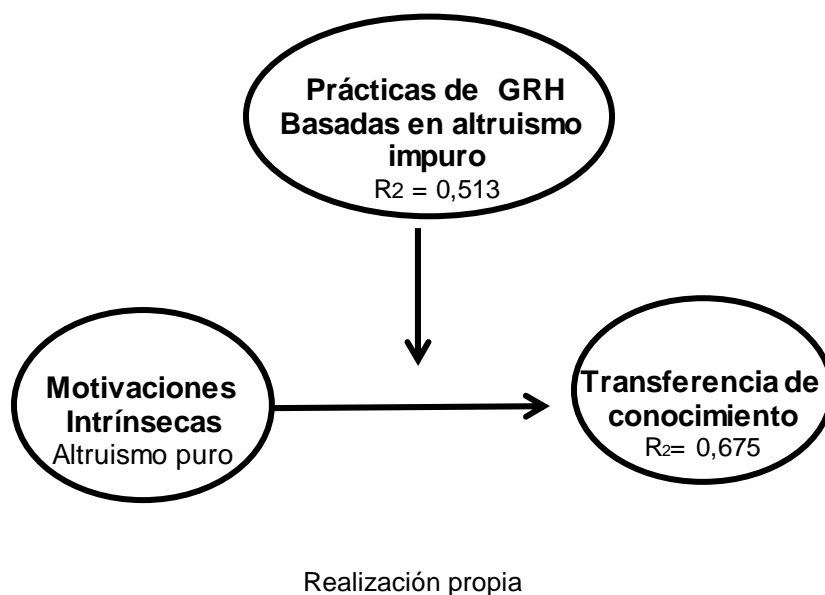 Prácticas de GRH
Basadas en altruismo
impuro
R2 = 0,513
Motivaciones
Intrínsecas
Altruismo puro
Transferencia de
conocimiento
R2= 0,675
Realización propia